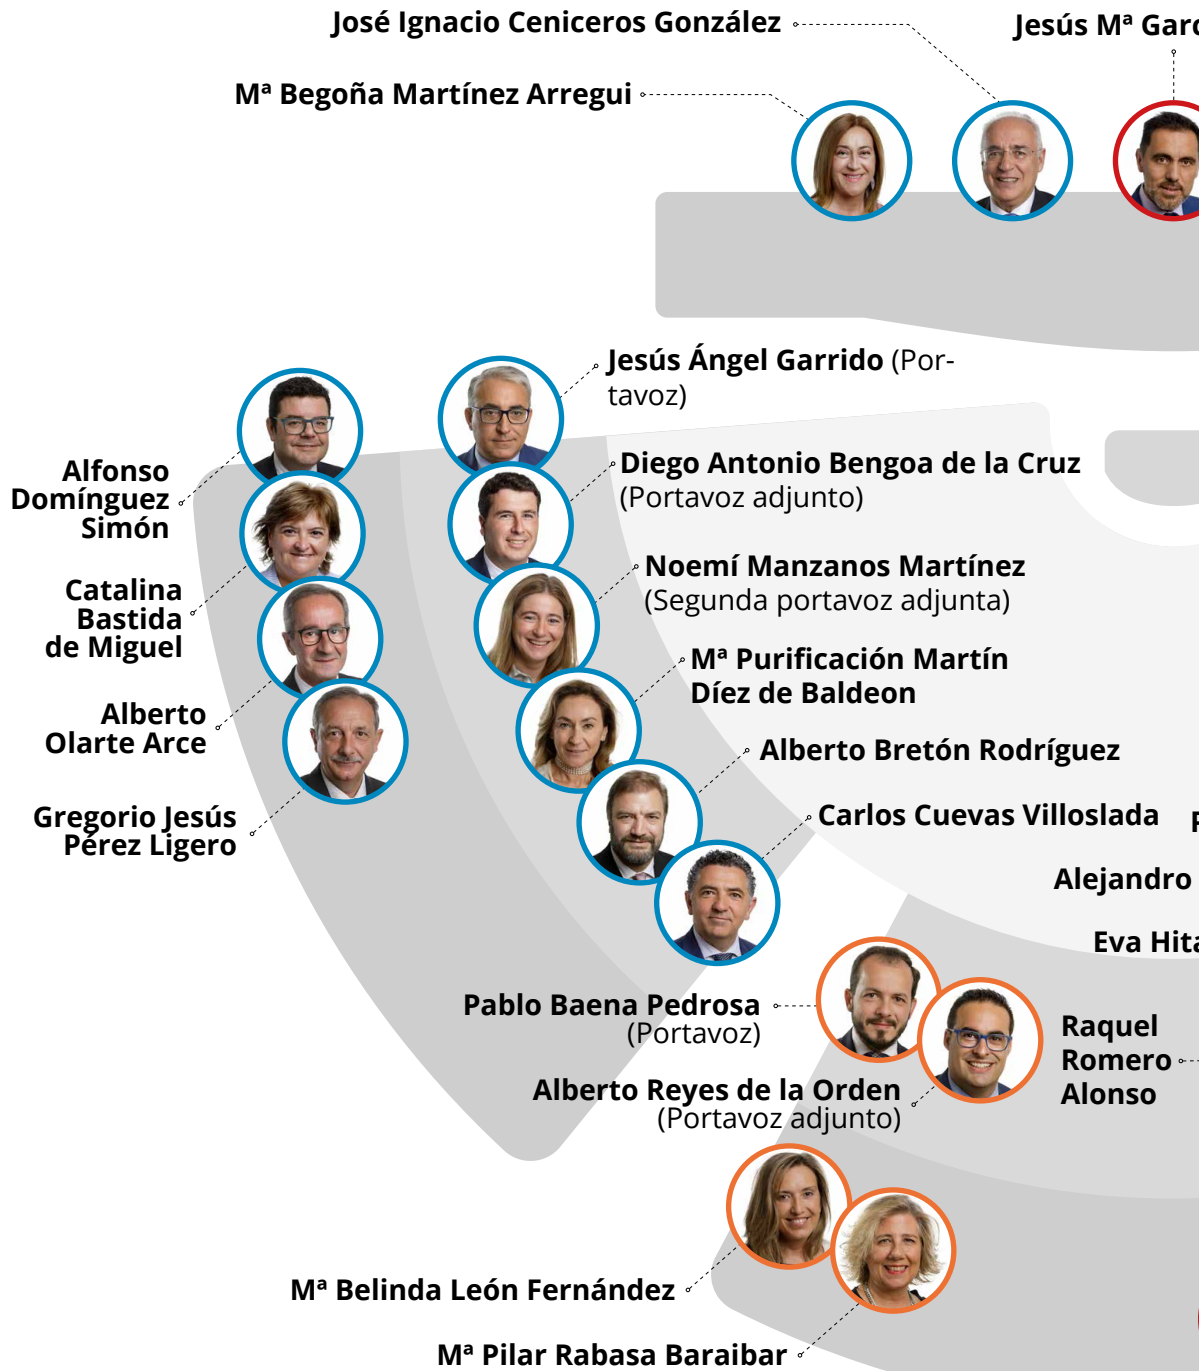 José Ignacio Ceniceros González
Jesús Mª
Mª Begoña Martínez Arregui
Jesús Ángel Garrido (Por-
tavoz)
Alfonso
Domínguez
Simón
Diego Antonio Bengoa de la Cruz
(Portavoz adjunto)
Catalina
Bastida
de Miguel
Noemí Manzanos Martínez
(Segunda portavoz adjunta)
Mª Purificación Martín
Díez de Baldeon
Alberto
Olarte Arce
Alberto Bretón Rodríguez
Gregorio Jesús
Pérez Ligero
Carlos Cuevas Villoslada
Alejandro
Eva
Pablo Baena Pedrosa
(Portavoz)
Raquel
Romero
Alonso
Alberto Reyes de la Orden
(Portavoz adjunto)
Mª Belinda León Fernández
Mª Pilar Rabasa Baraibar